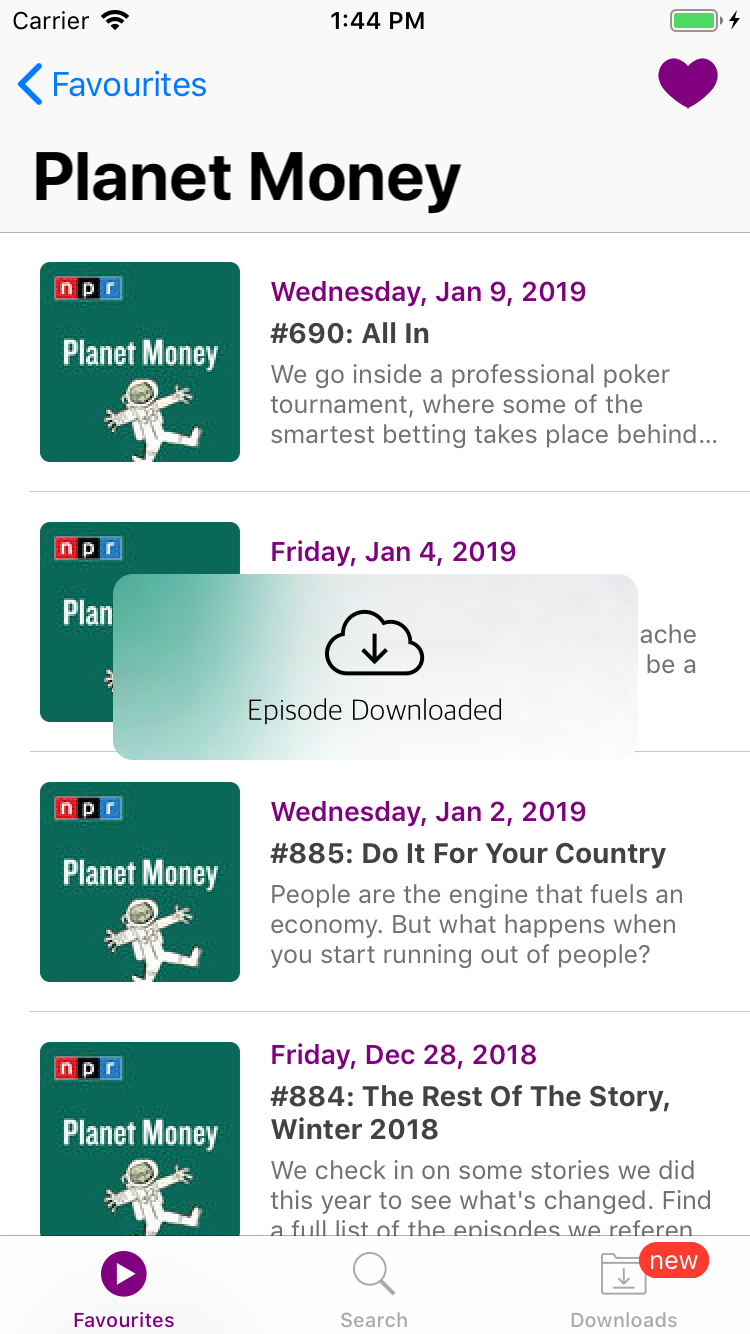 Carrier 1:44 PM
Favourites
Planet Money
npr
Planet Money
Wednesday, Jan 9, 2019
#690: All In
We go inside a professional poker
tournament, where some of the
smartest betting takes place behind...
npr
Plan
Friday, Jan 4, 2019
ache
be a
Episode Downloaded
npr
Planet Money
Wednesday, Jan 2, 2019
#885: Do It For Your Country
People are the engine that fuels an
economy. But what happens when
you start running out of people?
npr
Planet Money
Friday, Dec 28, 2018
#884: The Rest Of The Story,
Winter 2018
We check in on some stories we did
this year to see what's changed. Find
a full list of the episodes we referen
new
Favourites Search Downloads